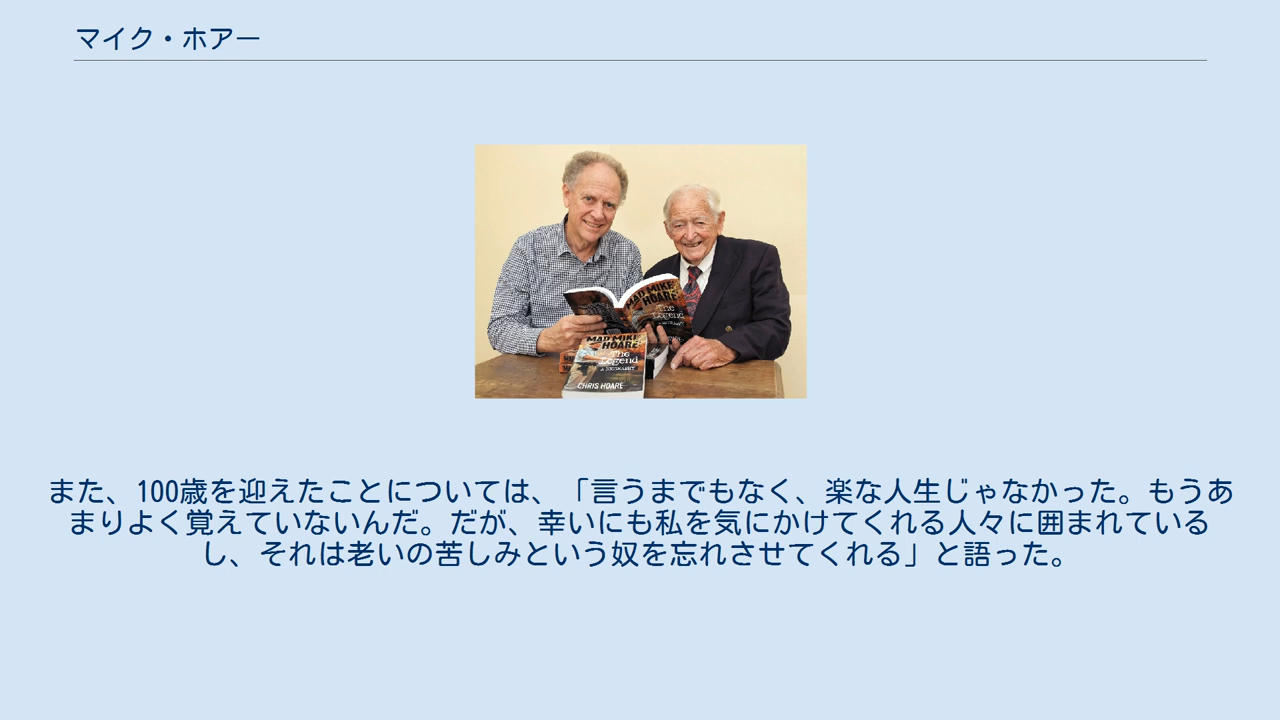 マイク・ホアー
MAD MIKE
HOARE
The
Legend
MAD MIKE
HOARE
The
Legend
A BIOGRAPHY
CHRIS HOARE
また、100歳を迎えたことについては、「言うまでもなく、楽な人生じゃなかった。もうあ
まりよく覚えていないんだ。だが、幸いにも私を気にかけてくれる人々に囲まれている
し、それは老いの苦しみという奴を忘れさせてくれる」と語った。